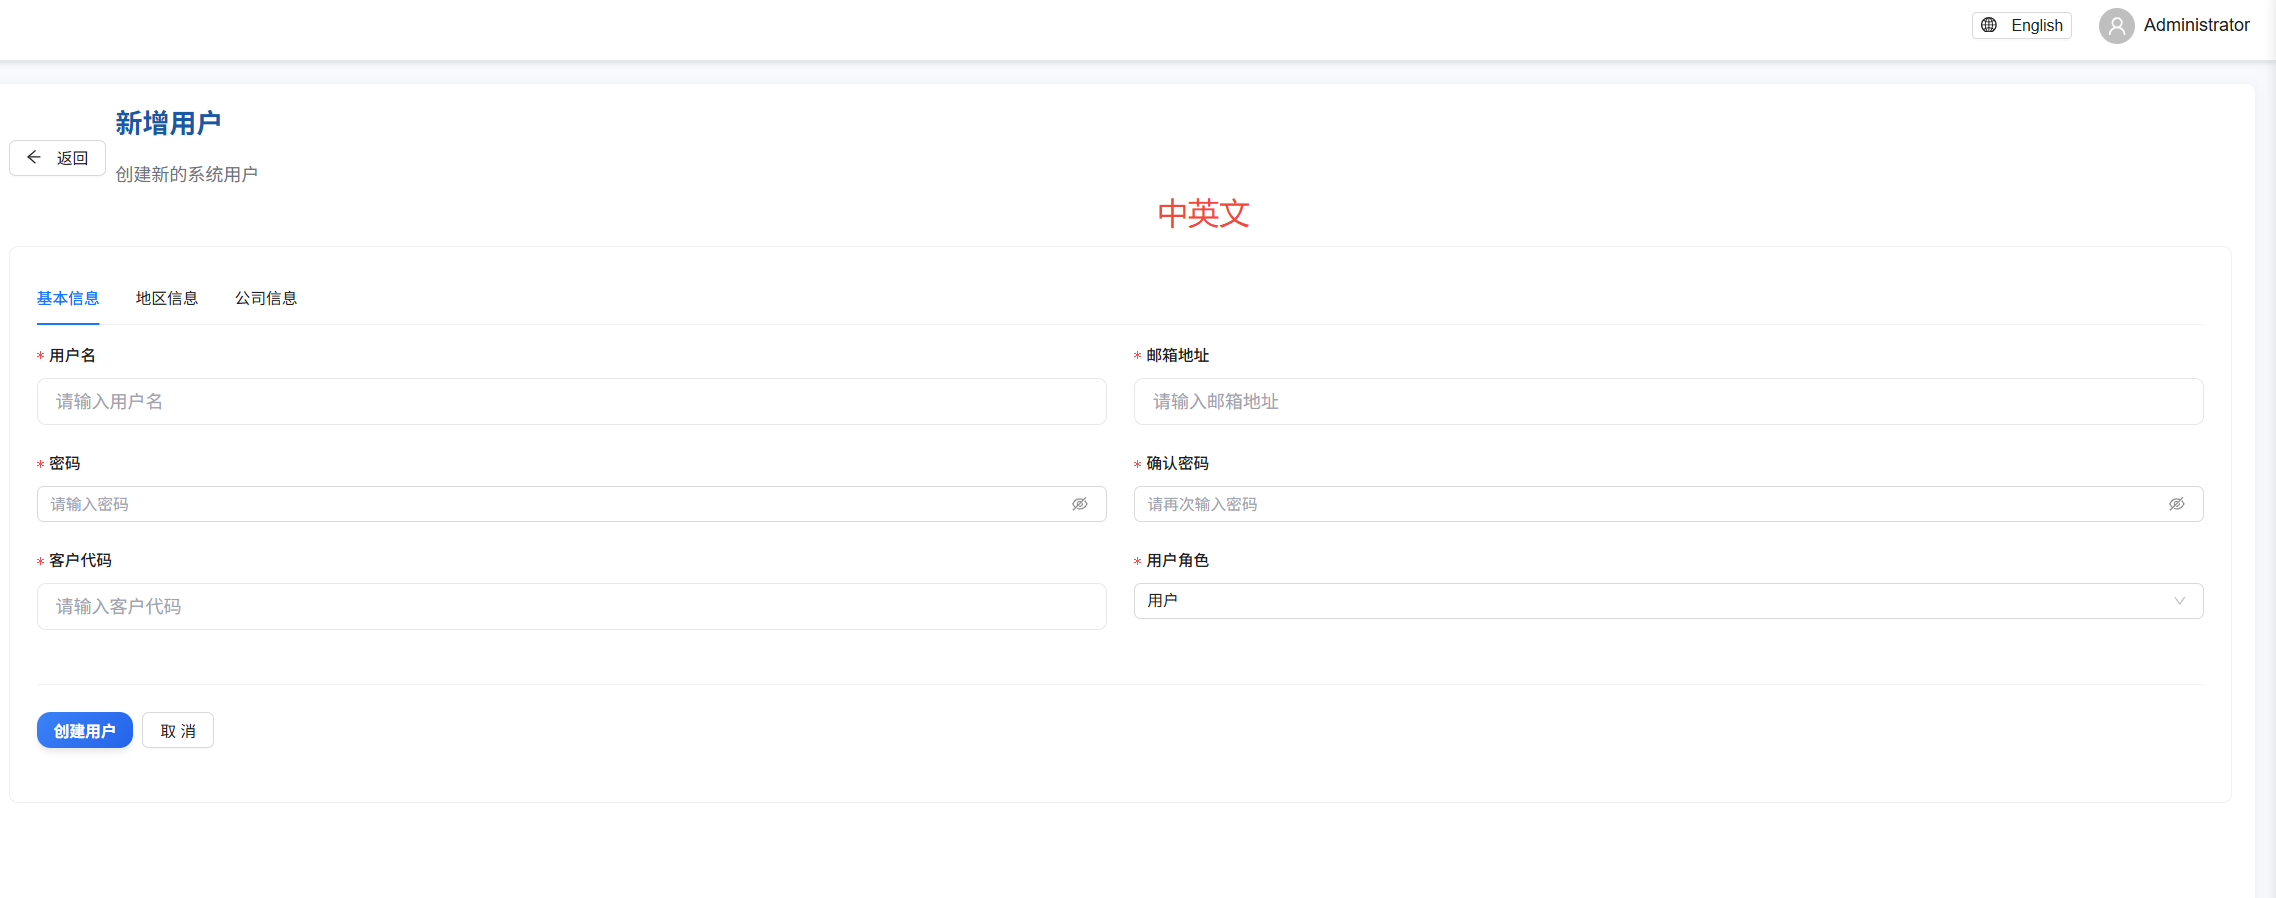 English
Administrator
新增用户
返回
创建新的系统用户
中英文
基本信息 地区信息 公司信息
* 用户名 * 邮箱地址
请输入用户名 请输入邮箱地址
* 密码 * 确认密码
请输入密码 请再次输入密码
* 客户代码 * 用户角色
请输入客户代码 用户
创建用户 取 消